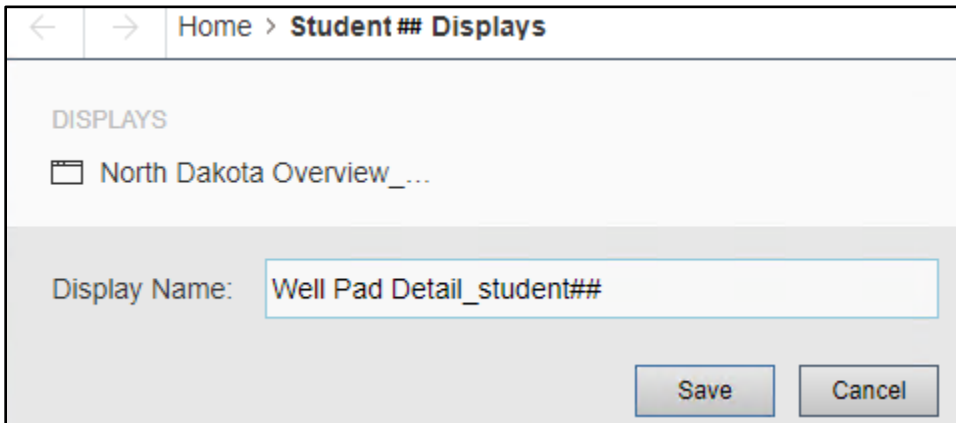 Home > Student ## Displays
DISPLAYS
North Dakota Overview_...
Display Name: Well Pad Detail_student##
Save Cancel